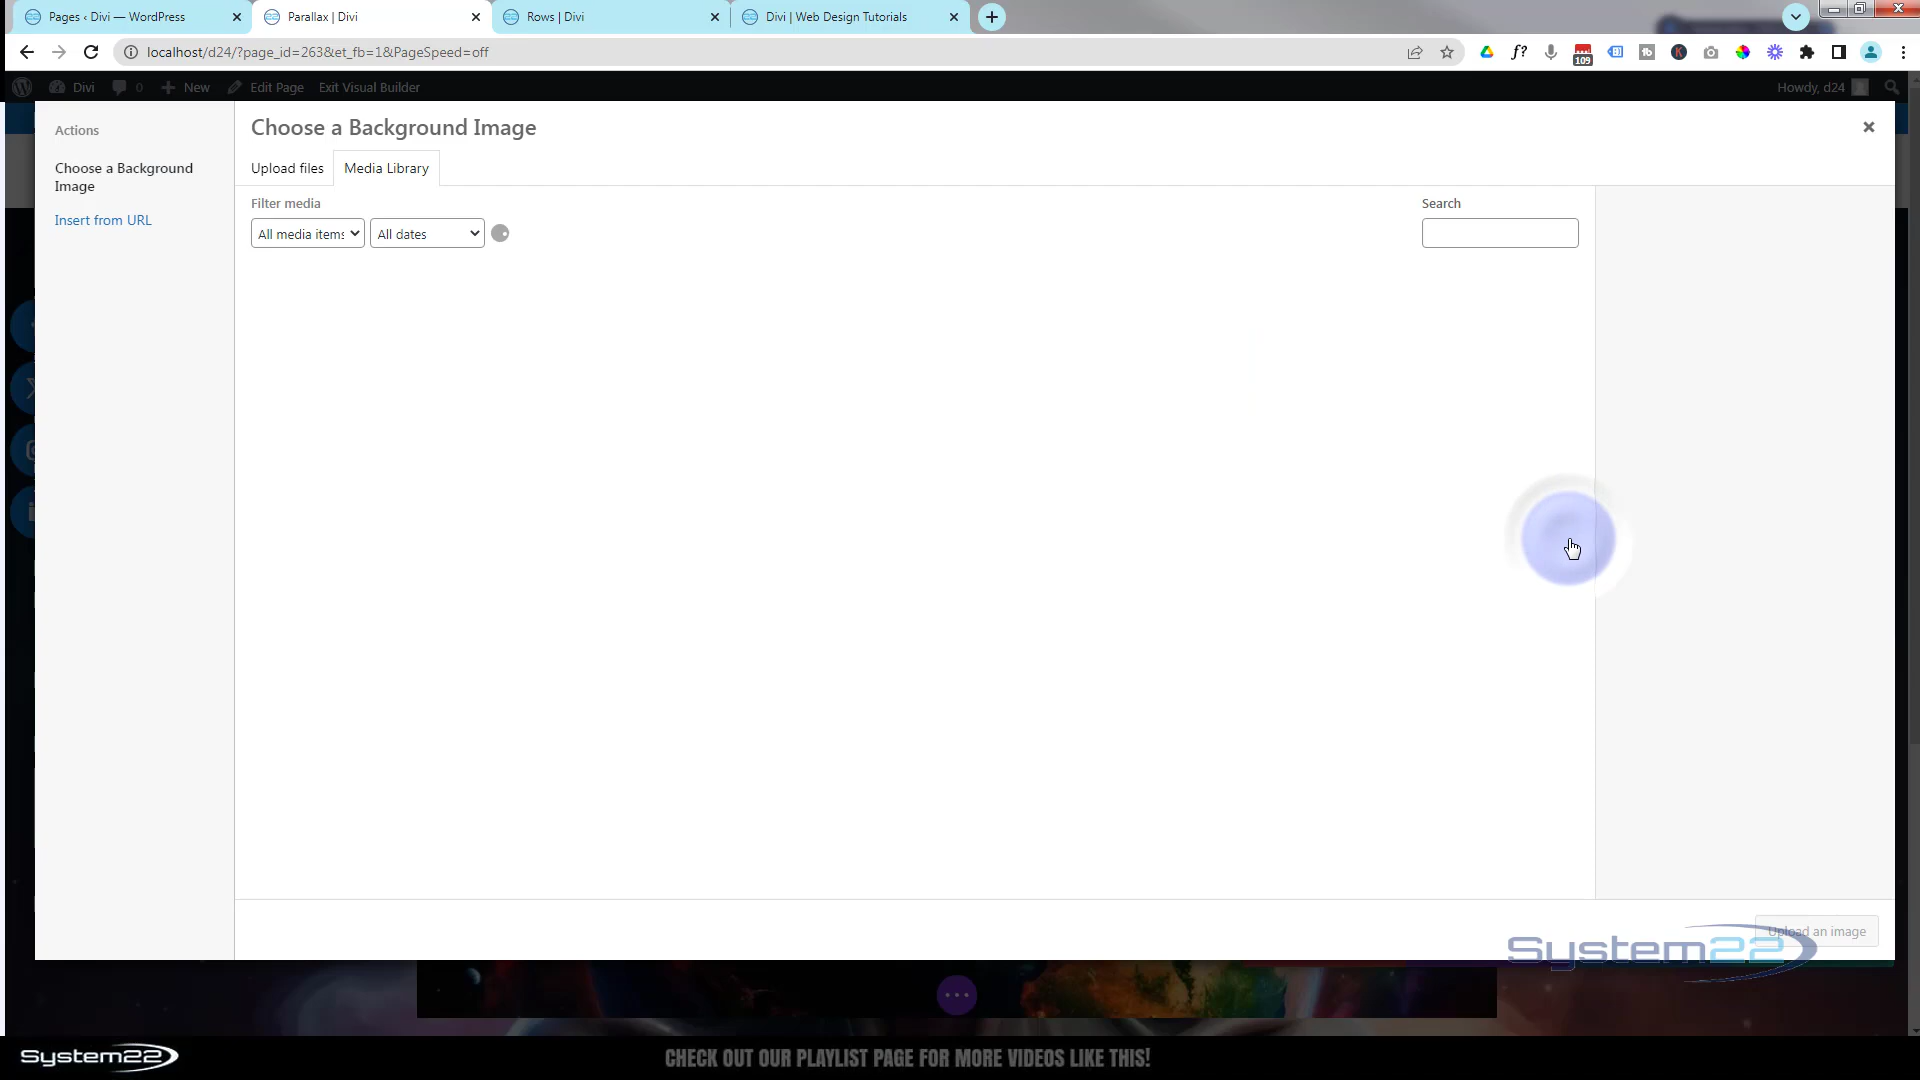 Pages ‹ Divi — WordPress
Parallax | Divi
Rows | Divi
Divi | Web Design Tutorials
localhost/d24/?page_id=263&et_fb=1&PageSpeed=off
f?
109
tb
K
Divi
0
New
Edit Page
Exit Visual Builder
Howdy, d24
Actions
Choose a Background Image
Choose a Background
Image
Upload files
Media Library
Insert from URL
Filter media
Search
All media items
All dates
Upload an image
System22
System22
CHECK OUT OUR PLAYLIST PAGE FOR MORE VIDEOS LIKE THIS!